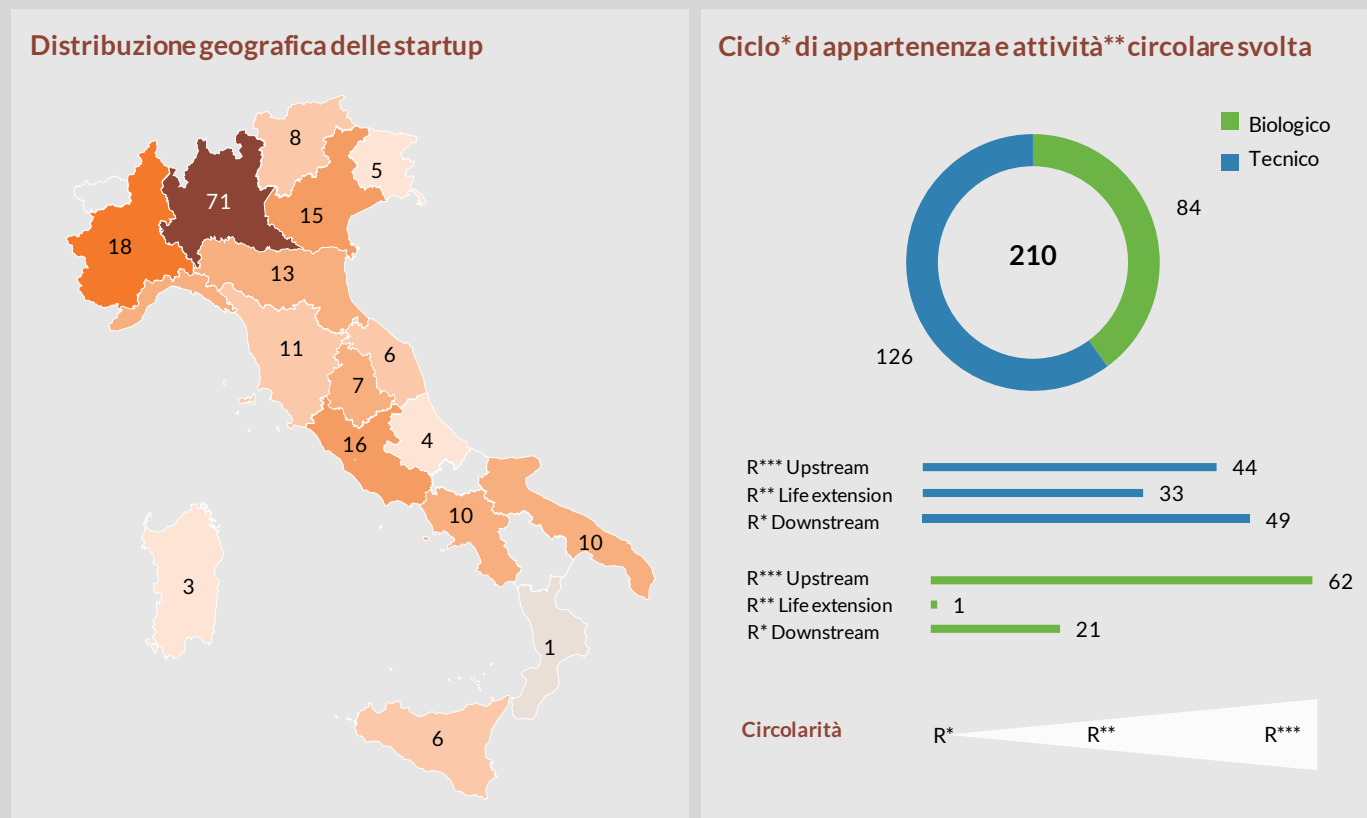 Distribuzione geografica delle startup
8
5
71
15
18
13
11
6
7
16
4
10
10
3
1
6
Ciclo* di appartenenza e attività** circolare svolta
Biologico
Tecnico
84
210
126
R*** Upstream 44
R** Life extension 33
R* Downstream 49
R*** Upstream 62
R** Life extension 1
R* Downstream 21
Circolarità R* R** R***